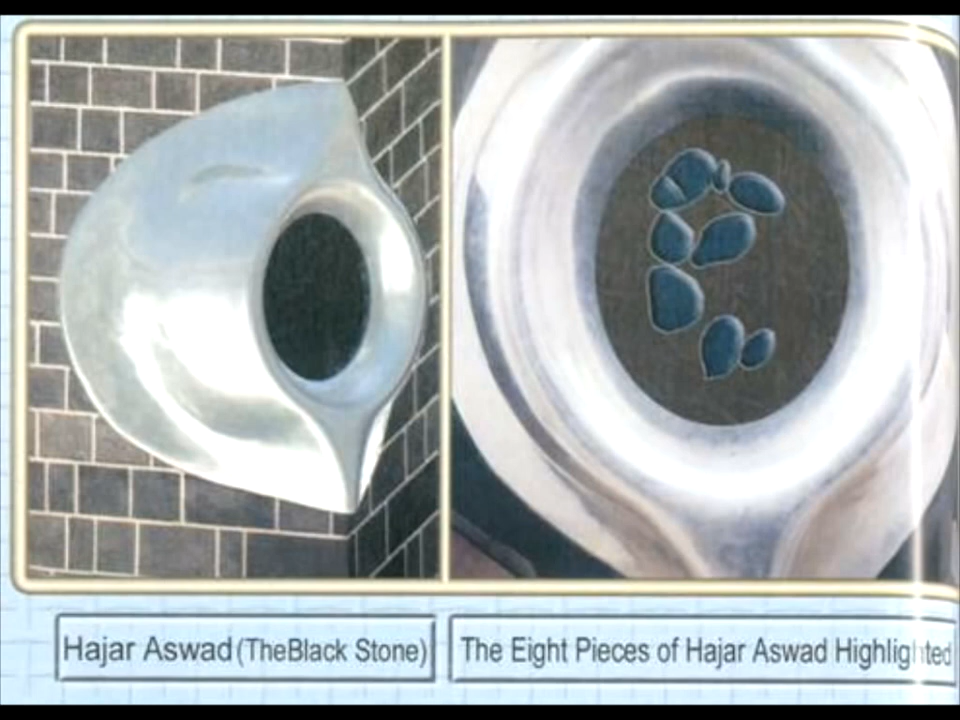 Hajar Aswad (TheBlack Stone)
The Eight Pieces of Hajar Aswad Highlighted